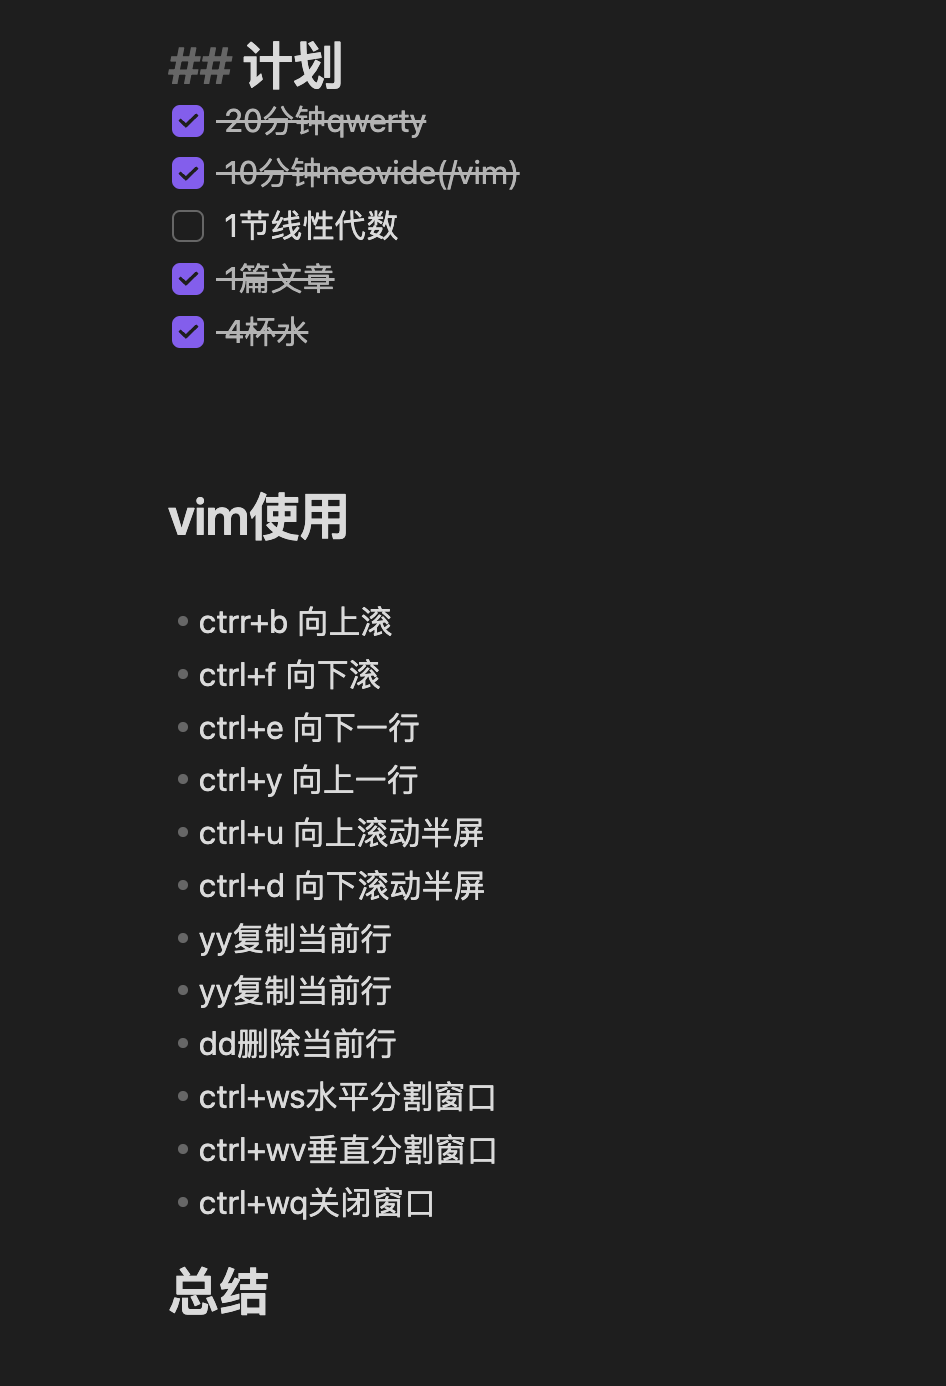 ## 计划
20分钟qwerty
10分钟neovide(/vim)
1节线性代数
1篇文章
4杯水
vim使用
ctrr+b 向上滚
ctrl+f 向下滚
ctrl+e 向下一行
ctrl+y 向上一行
ctrl+u 向上滚动半屏
ctrl+d 向下滚动半屏
yy复制当前行
yy复制当前行
dd删除当前行
ctrl+ws水平分割窗口
ctrl+wv垂直分割窗口
ctrl+wq关闭窗口
总结